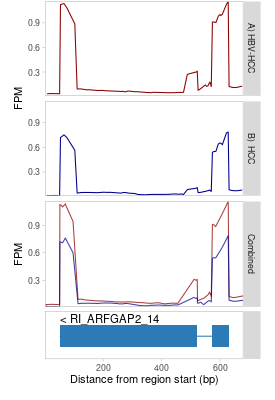 0.9
0.6
0.3
A) HBV-HCC
FPM
0.9
0.6
0.3
B) HCC
0.9
0.6
0.3
Combined
FPM
< RI_ARFGAP2_14
200
400
600
Distance from region start (bp)